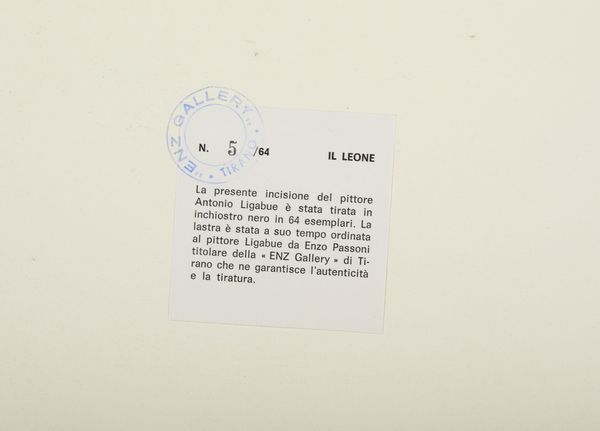 "ENZ GALLERY" • TIRANO •
N. 5 /64 IL LEONE
La presente incisione del pittore
Antonio Ligabue è stata tirata in
inchiostro nero in 64 esemplari. La
lastra è stata a suo tempo ordinata
al pittore Ligabue da Enzo Passoni
titolare della « ENZ Gallery » di Ti-
rano che ne garantisce l'autenticità
e la tiratura.